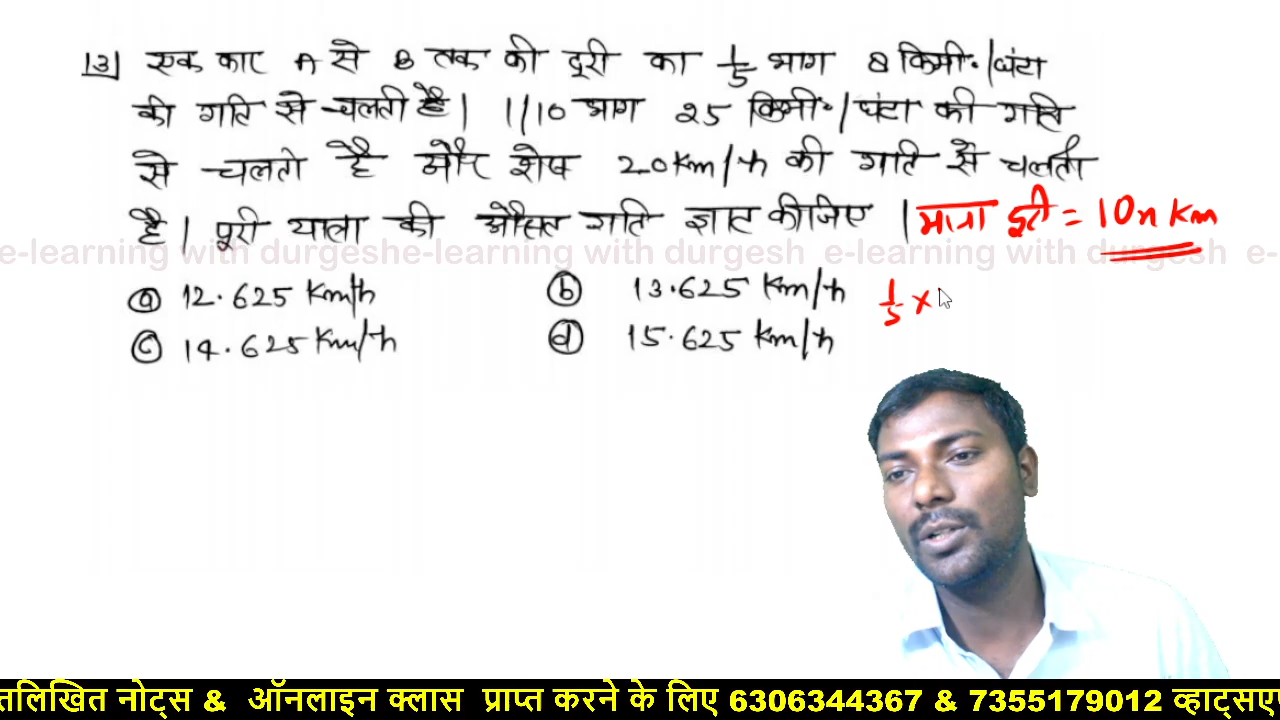 13] एक कार A से B तक की दूरी का 1/5 भाग 8 किमी॰/घंटा
की गति से चलती है| 1/10 भाग 25 किमी॰/घंटा की गति
से चलती है और शेष 20 Km/h की गति से चलती
है| पूरी यात्रा की औसत गति ज्ञात कीजिए |
माना दूरी = 10x Km
e-learning with durgesh e-learning with durgesh e-learning with durgesh e-
(a) 12.625 Km/h (b) 13.625 Km/h
1/5 ×
(c) 14.625 Km/h (d) 15.625 Km/h
तलिखित नोट्स & ऑनलाइन क्लास प्राप्त करने के लिए 6306344367 & 7355179012 व्हाट्सए